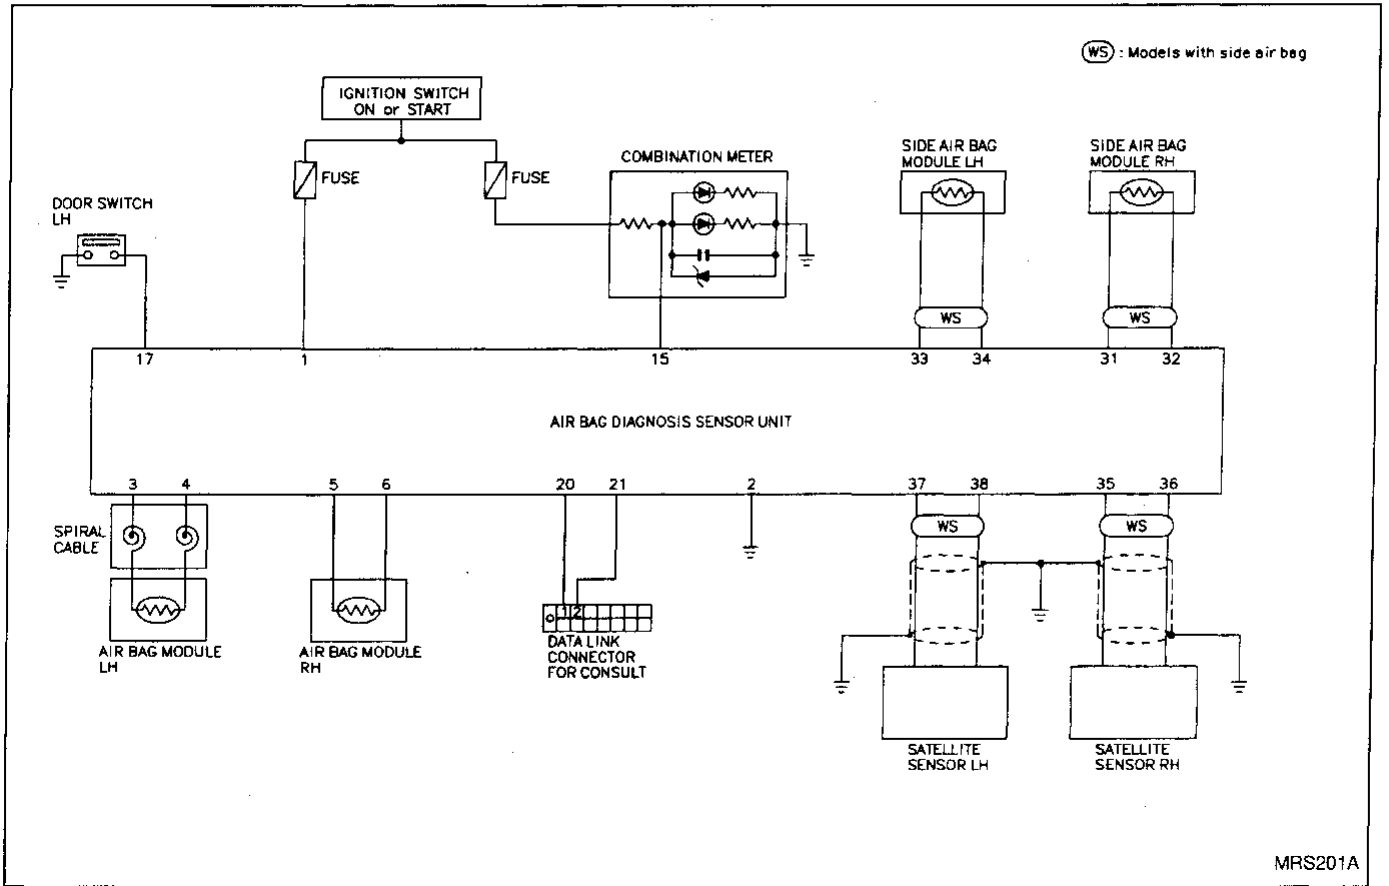 WS : Models with side air bag
IGNITION SWITCH
ON or START
FUSE
FUSE
COMBINATION METER
SIDE AIR BAG
MODULE LH
SIDE AIR BAG
MODULE RH
DOOR SWITCH
LH
WS
WS
17
1
15
33
34
31
32
AIR BAG DIAGNOSIS SENSOR UNIT
3
4
5
6
20
21
2
37
38
35
36
SPIRAL
CABLE
WS
WS
1
2
AIR BAG MODULE
LH
AIR BAG MODULE
RH
DATA LINK
CONNECTOR
FOR CONSULT
SATELLITE
SENSOR LH
SATELLITE
SENSOR RH
MRS201A